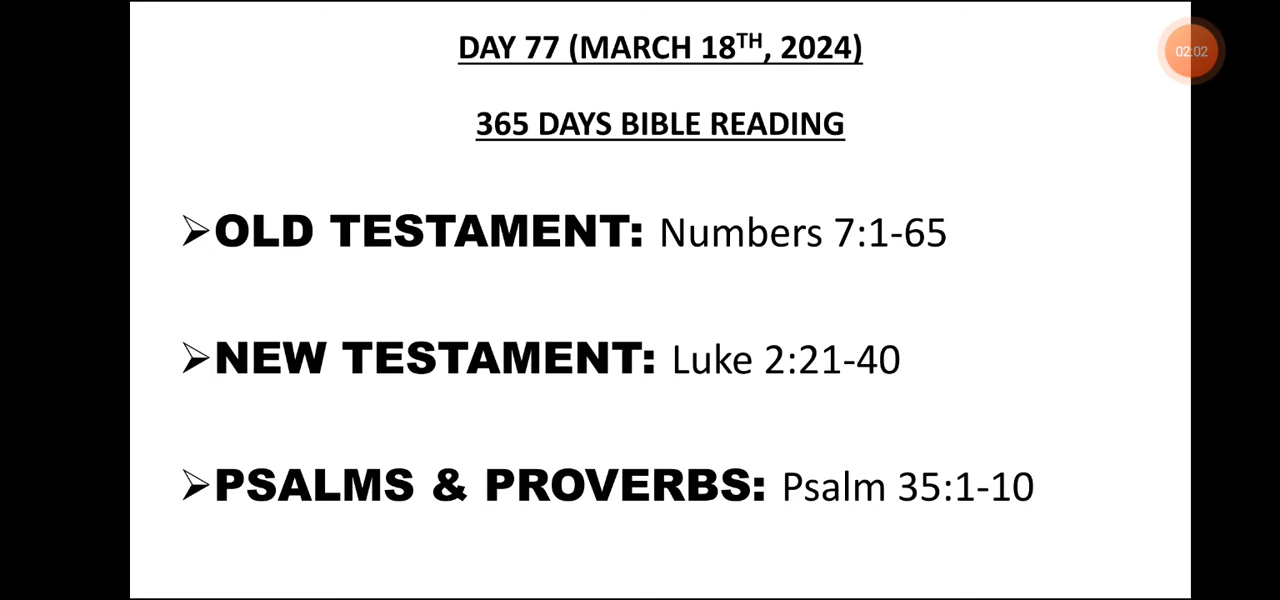 DAY 77 (MARCH 18TH, 2024)
02:02
365 DAYS BIBLE READING
➢OLD TESTAMENT: Numbers 7:1-65
➢NEW TESTAMENT: Luke 2:21-40
➢PSALMS & PROVERBS: Psalm 35:1-10